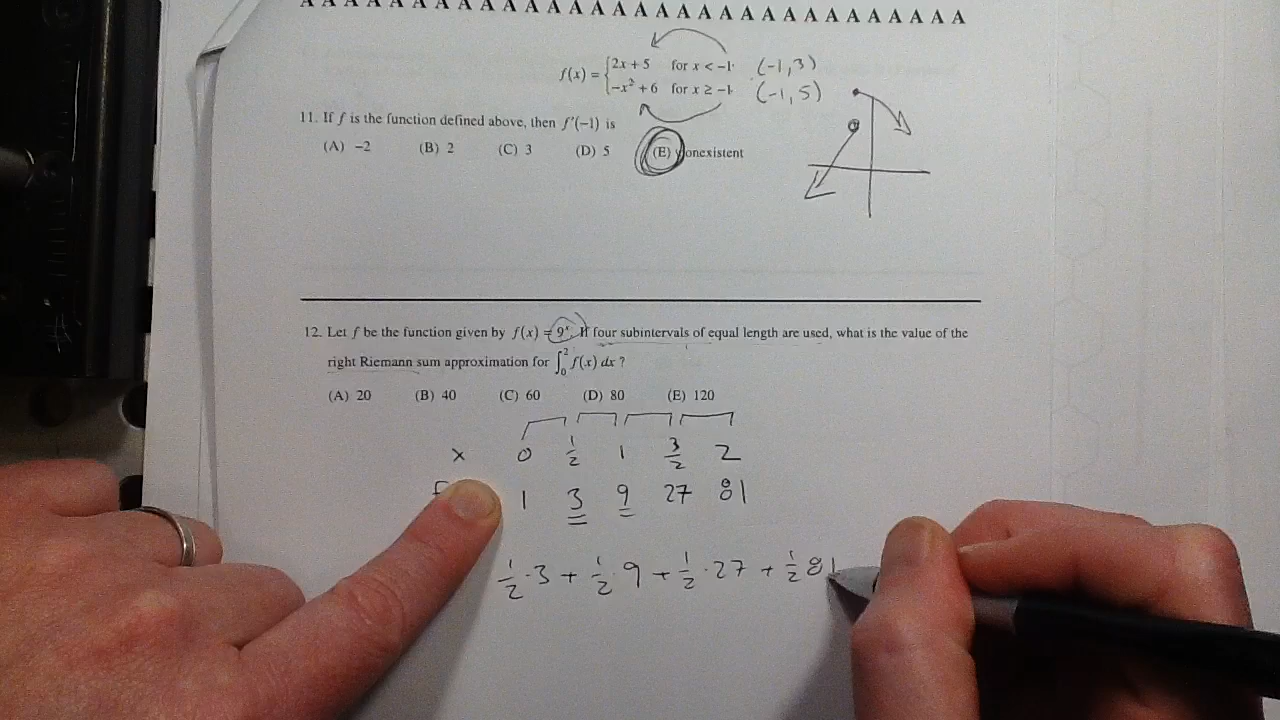 A A A A A A A A A A A A A A A A A A A A A A A A A A A A A A
f(x) = { 2x + 5 for x < −1 (-1,3)
−x² + 6 for x ≥ −1 (-1,5)
11. If f is the function defined above, then f′(−1) is
(A) −2 (B) 2 (C) 3 (D) 5 (E) nonexistent
12. Let f be the function given by f(x) = 9ˣ. If four subintervals of equal length are used, what is the value of the
right Riemann sum approximation for ∫₀² f(x) dx ?
(A) 20 (B) 40 (C) 60 (D) 80 (E) 120
x 0 1/2 1 3/2 2
1 3 9 27 81
1/2 · 3 + 1/2 · 9 + 1/2 · 27 + 1/2 81